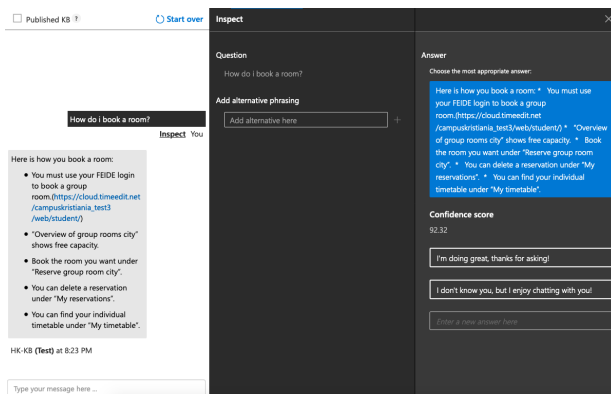 Published KB ?
Start over
How do i book a room?
Inspect You
Here is how you book a room:
• You must use your FEIDE login
to book a group
room.(https://cloud.timeedit.net
/campuskristiania_test3
/web/student/)
• "Overview of group rooms city"
shows free capacity.
• Book the room you want under
"Reserve group room city".
• You can delete a reservation
under "My reservations".
• You can find your individual
timetable under "My timetable".
HK-KB (Test) at 8:23 PM
Type your message here ...
Inspect
Question
How do i book a room?
Add alternative phrasing
Add alternative here
Answer
Choose the most appropriate answer:
Here is how you book a room: * You must use
your FEIDE login to book a group
room.(https://cloud.timeedit.net
/campuskristiania_test3/web/student/) * "Overview
of group rooms city" shows free capacity. * Book
the room you want under "Reserve group room
city". * You can delete a reservation under "My
reservations". * You can find your individual
timetable under "My timetable".
Confidence score
92.32
I'm doing great, thanks for asking!
I don't know you, but I enjoy chatting with you!
Enter a new answer here